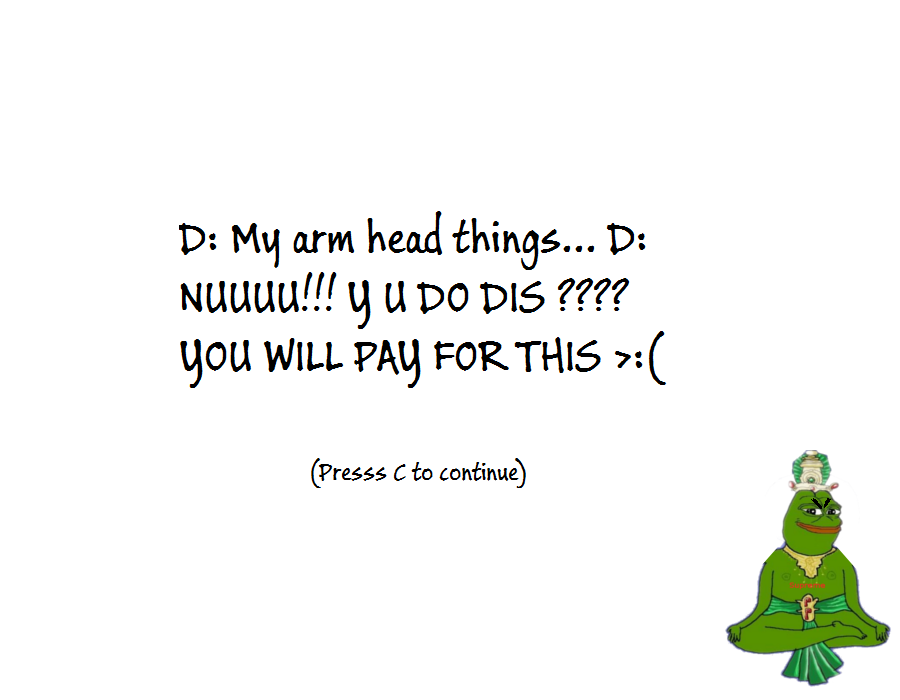 D: My arm head things... D:
NUUUU!!! Y U DO DIS ????
YOU WILL PAY FOR THIS >:(
(Presss C to continue)